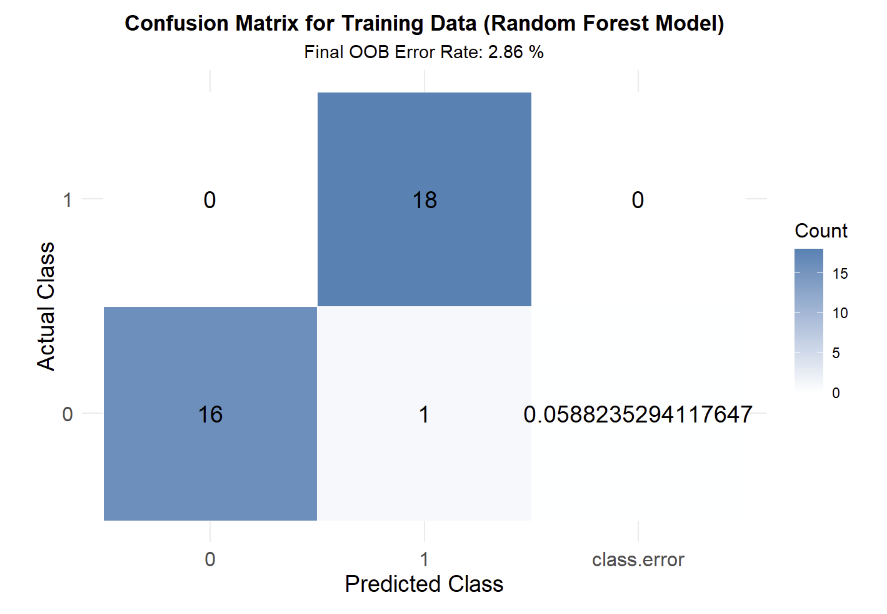 Confusion Matrix for Training Data (Random Forest Model)
Final OOB Error Rate: 2.86 %
Actual Class
1
0
18
0
0
16
1
0.0588235294117647
0
1
class.error
Predicted Class
Count
15
10
5
0